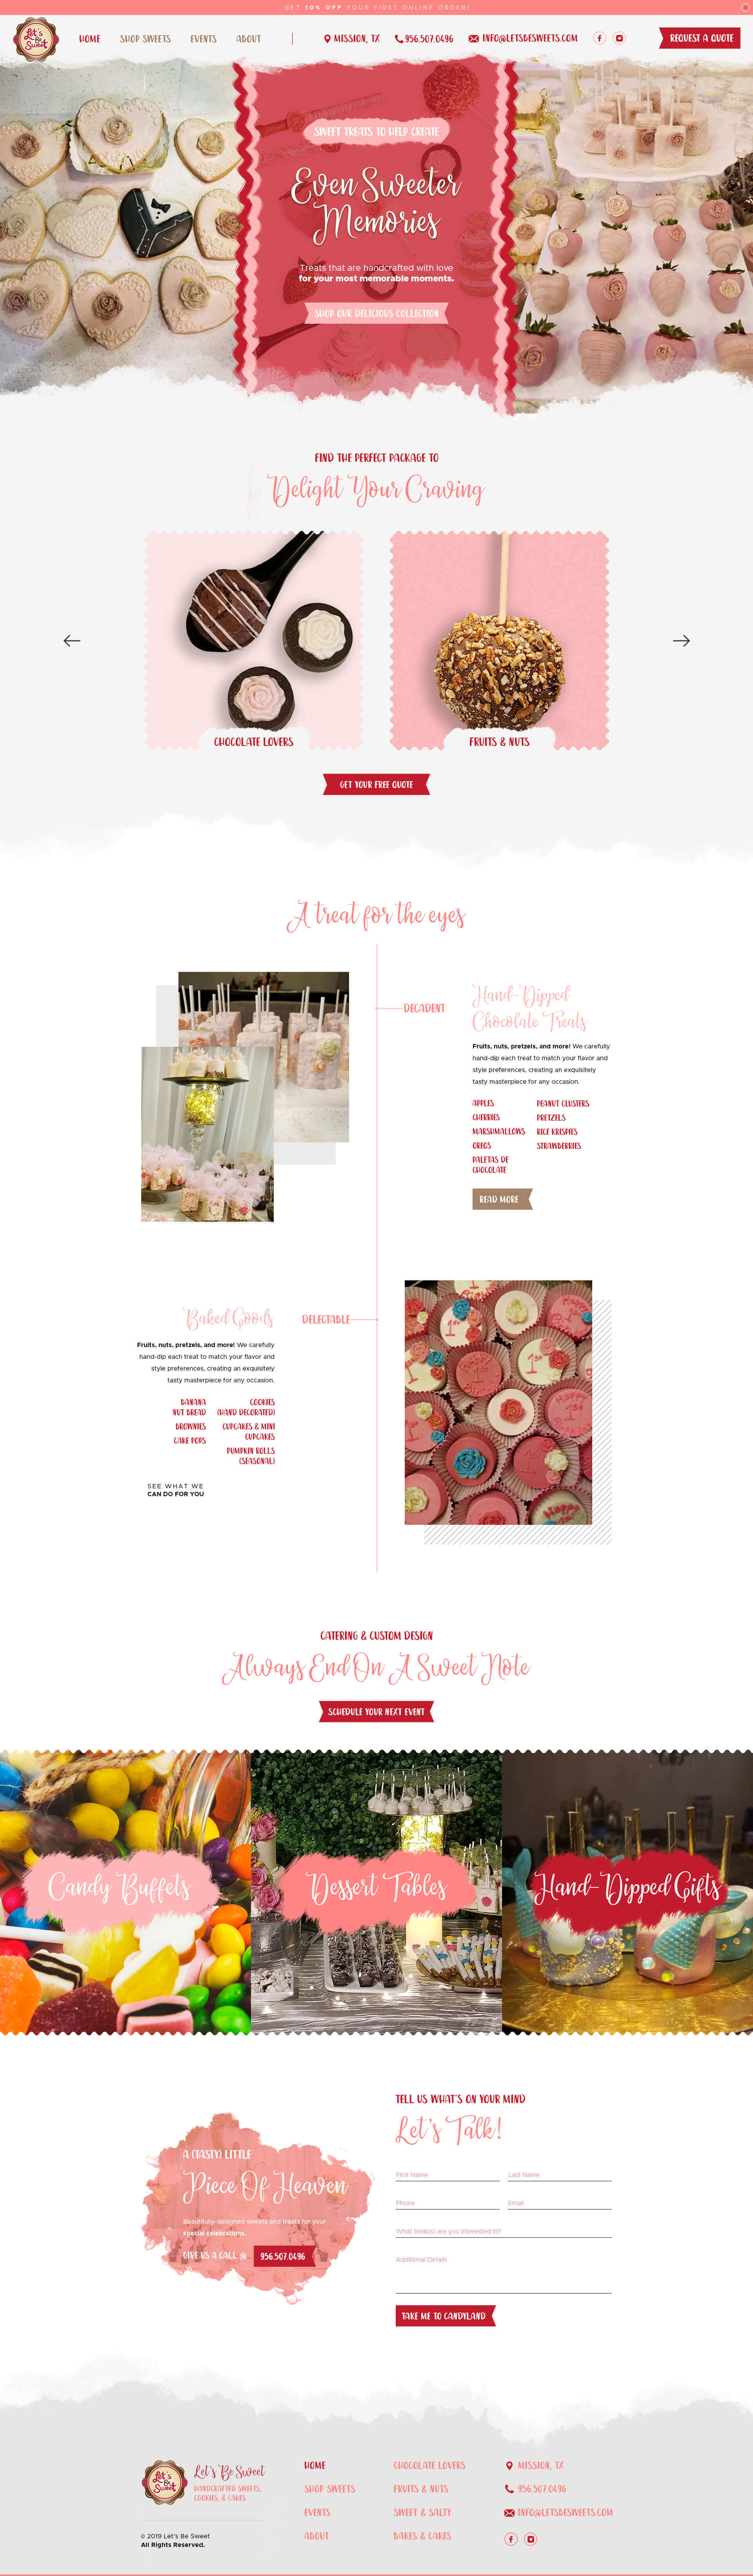 GET 10% OFF YOUR FIRST ONLINE ORDER!
Let's Be Sweet
HOME
SHOP SWEETS
EVENTS
ABOUT
MISSION, TX
956.507.0496
INFO@LETSDESWEETS.COM
REQUEST A QUOTE
SWEET TREATS TO HELP CREATE
Even Sweeter
Memories
Treats that are handcrafted with love
for your most memorable moments.
SHOP OUR DELICIOUS COLLECTION
FIND THE PERFECT PACKAGE TO
Delight Your Craving
CHOCOLATE LOVERS
FRUITS & NUTS
GET YOUR FREE QUOTE
A treat for the eyes
DECADENT
Hand-Dipped
Chocolate Treats
Fruits, nuts, pretzels, and more! We carefully
hand-dip each treat to match your flavor and
style preferences, creating an exquisitely
tasty masterpiece for any occasion.
APPLES
CHERRIES
MARSHMALLOWS
OREOS
PALETAS DE
CHOCOLATE
PEANUT CLUSTERS
PRETZELS
RICE KRISPIES
STRAWBERRIES
READ MORE
Baked Goods
DELECTABLE
Fruits, nuts, pretzels, and more! We carefully
hand-dip each treat to match your flavor and
style preferences, creating an exquisitely
tasty masterpiece for any occasion.
BANANA
NUT BREAD
BROWNIES
CAKE POPS
COOKIES
(HAND DECORATED)
CUPCAKES & MINI
CUPCAKES
PUMPKIN ROLLS
(SEASONAL)
SEE WHAT WE
CAN DO FOR YOU
CATERING & CUSTOM DESIGN
Always End On A Sweet Note
SCHEDULE YOUR NEXT EVENT
Candy Buffets
Dessert Tables
Hand-Dipped Gifts
A (TASTY) LITTLE
Piece Of Heaven
Beautifully-designed sweets and treats for your
special celebrations.
GIVE US A CALL @
956.507.0496
TELL US WHAT'S ON YOUR MIND
Let's Talk!
First Name
Last Name
Phone
Email
What treat(s) are you interested in?
Additional Details
TAKE ME TO CANDYLAND
Let's Be Sweet
Let's Be Sweet
HANDCRAFTED SWEETS,
COOKIES, & CAKES
© 2019 Let's Be Sweet
All Rights Reserved.
HOME
SHOP SWEETS
EVENTS
ABOUT
CHOCOLATE LOVERS
FRUITS & NUTS
SWEET & SALTY
BAKES & CAKES
MISSION, TX
956.507.0496
INFO@LETSDESWEETS.COM